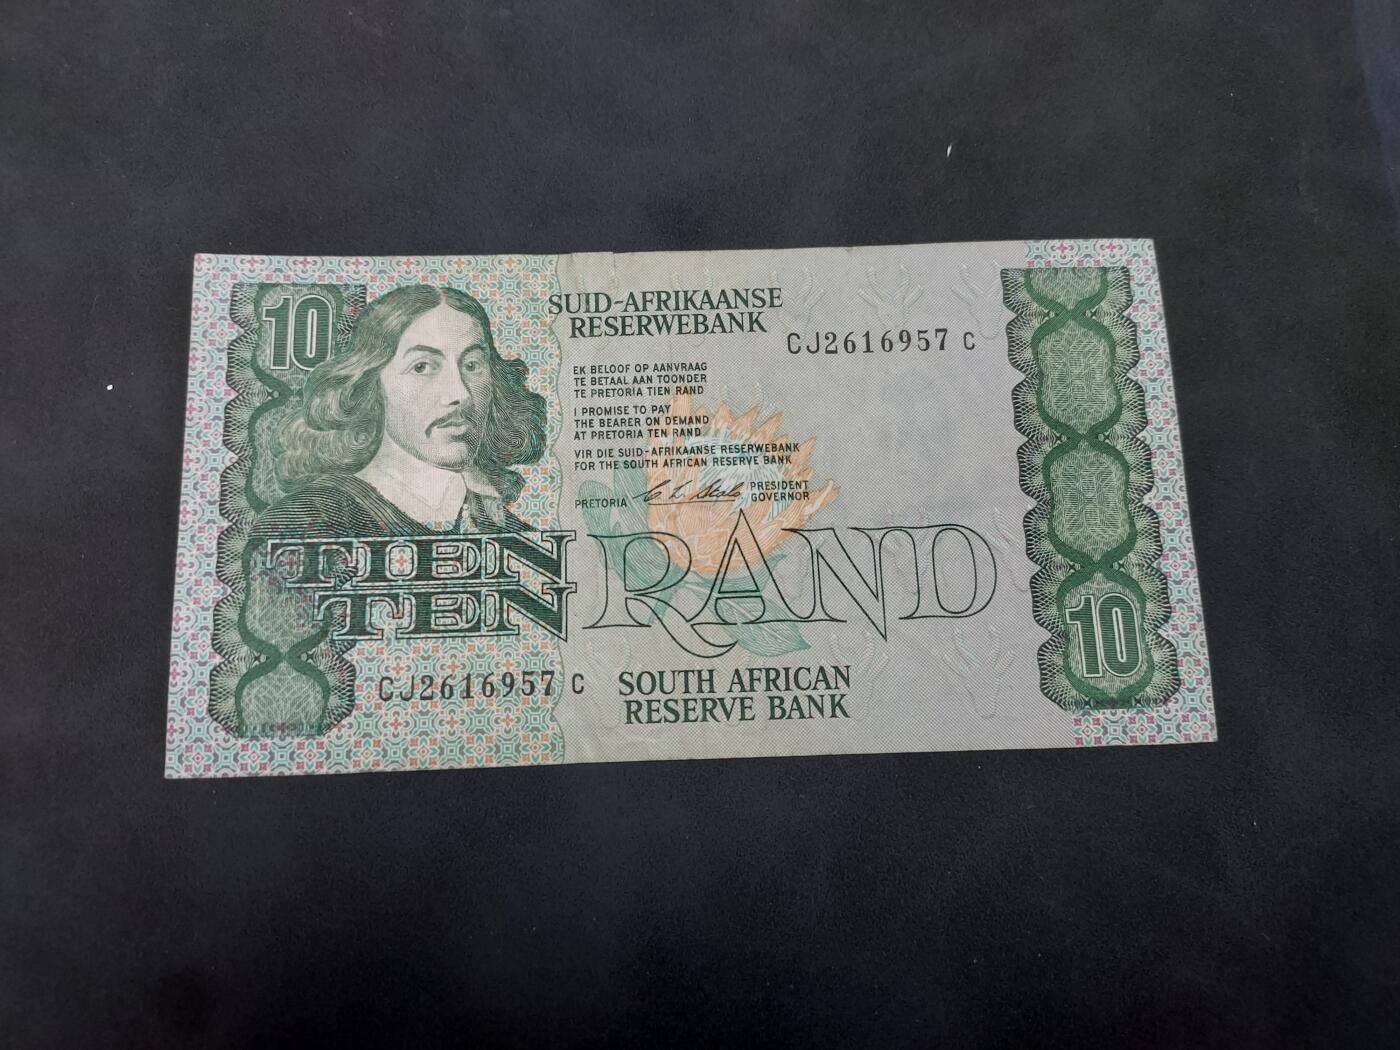 10
SUID-AFRIKAANSE
RESERWEBANK
CJ2616957 C
EK BELOOF OP AANVRAAG
TE BETAAL AAN TOONDER
TE PRETORIA TIEN RAND
I PROMISE TO PAY
THE BEARER ON DEMAND
AT PRETORIA TEN RAND
VIR DIE SUID-AFRIKAANSE RESERWEBANK
FOR THE SOUTH AFRICAN RESERVE BANK
PRETORIA
PRESIDENT
GOVERNOR
TIEN
TEN
RAND
10
CJ2616957 C
SOUTH AFRICAN
RESERVE BANK